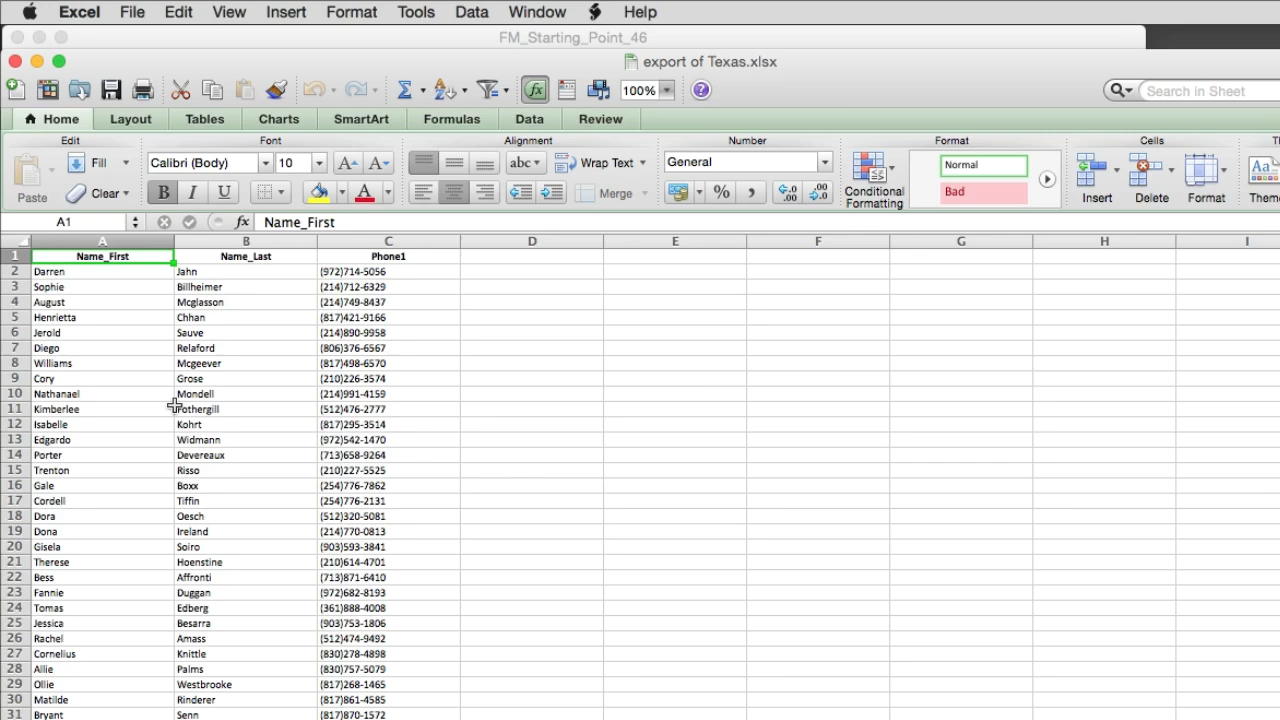 Excel File Edit View Insert Format Tools Data Window Help
FM_Starting_Point_46
export of Texas.xlsx
100% Search in Sheet
Home Layout Tables Charts SmartArt Formulas Data Review
Edit Font Alignment Number Format Cells
Fill Calibri (Body) 10 abc Wrap Text General Normal
Paste Clear B I U A Merge % Conditional Formatting Bad Insert Delete Format
A1 fx Name_First
A B C D E F G H I
1 Name_First Name_Last Phone1
2 Darren Jahn (972)714-5056
3 Sophie Billheimer (214)712-6329
4 August Mcglasson (214)749-8437
5 Henrietta Chhan (817)421-9166
6 Jerold Sauve (214)890-9958
7 Diego Relaford (806)376-6567
8 Williams Mcgeever (817)498-6570
9 Cory Grose (210)226-3574
10 Nathanael Mondell (214)991-4159
11 Kimberlee Fothergill (512)476-2777
12 Isabelle Kohrt (817)295-3514
13 Edgardo Widmann (972)542-1470
14 Porter Devereaux (713)658-9264
15 Trenton Risso (210)227-5525
16 Gale Boxx (254)776-7862
17 Cordell Tiffin (254)776-2131
18 Dora Oesch (512)320-5081
19 Dona Ireland (214)770-0813
20 Gisela Soiro (903)593-3841
21 Therese Hoenstine (210)614-4701
22 Bess Affronti (713)871-6410
23 Fannie Duggan (972)682-8193
24 Tomas Edberg (361)888-4008
25 Jessica Besarra (903)753-1806
26 Rachel Amass (512)474-9492
27 Cornelius Knittle (830)278-4898
28 Allie Palms (830)757-5079
29 Ollie Westbrooke (817)268-1465
30 Matilde Rinderer (817)861-4585
31 Bryant Senn (817)870-1572